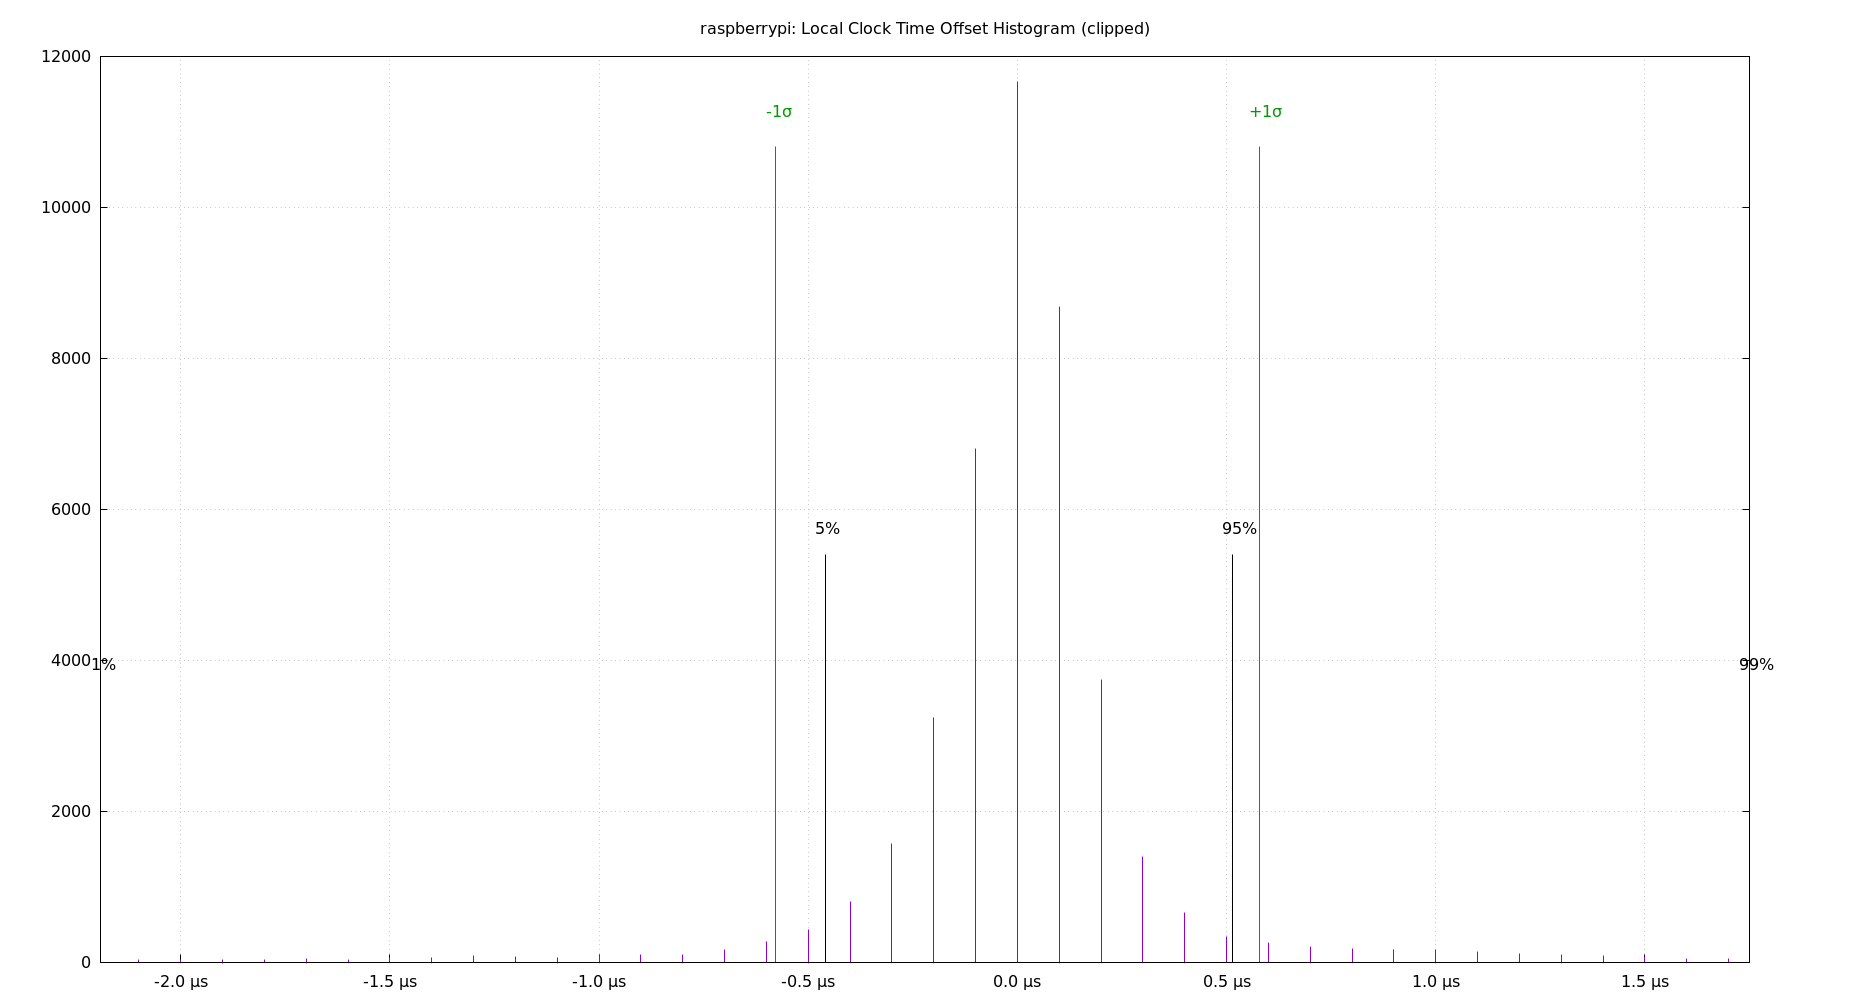 raspberrypi: Local Clock Time Offset Histogram (clipped)
12000
-1σ
+1σ
10000
8000
6000
5%
95%
4000
1%
99%
2000
0
-2.0 µs
-1.5 µs
-1.0 µs
-0.5 µs
0.0 µs
0.5 µs
1.0 µs
1.5 µs